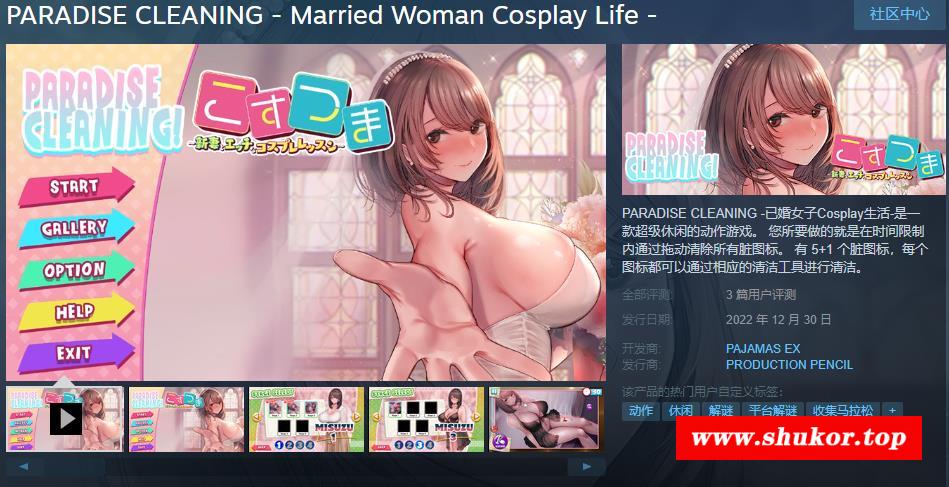 PARADISE CLEANING - Married Woman Cosplay Life -
社区中心
PARADISE
CLEANING!
こすつま
~新妻とエッチなコスプレレッスン~
START
GALLERY
OPTION
HELP
EXIT
PARADISE
CLEANING!
こすつま
PARADISE CLEANING -已婚女子Cosplay生活-是一
款超级休闲的动作游戏。 您所要做的就是在时间限制
内通过拖动清除所有脏图标。 有 5+1 个脏图标，每个
图标都可以通过相应的清洁工具进行清洁。
全部评测: 3 篇用户评测
发行日期: 2022 年 12 月 30 日
开发商: PAJAMAS EX
发行商: PRODUCTION PENCIL
该产品的热门用户自定义标签：
动作 休闲 解谜 平台解谜 收集马拉松 +
MISUZU
1
MISUZU
3
www.shukor.top